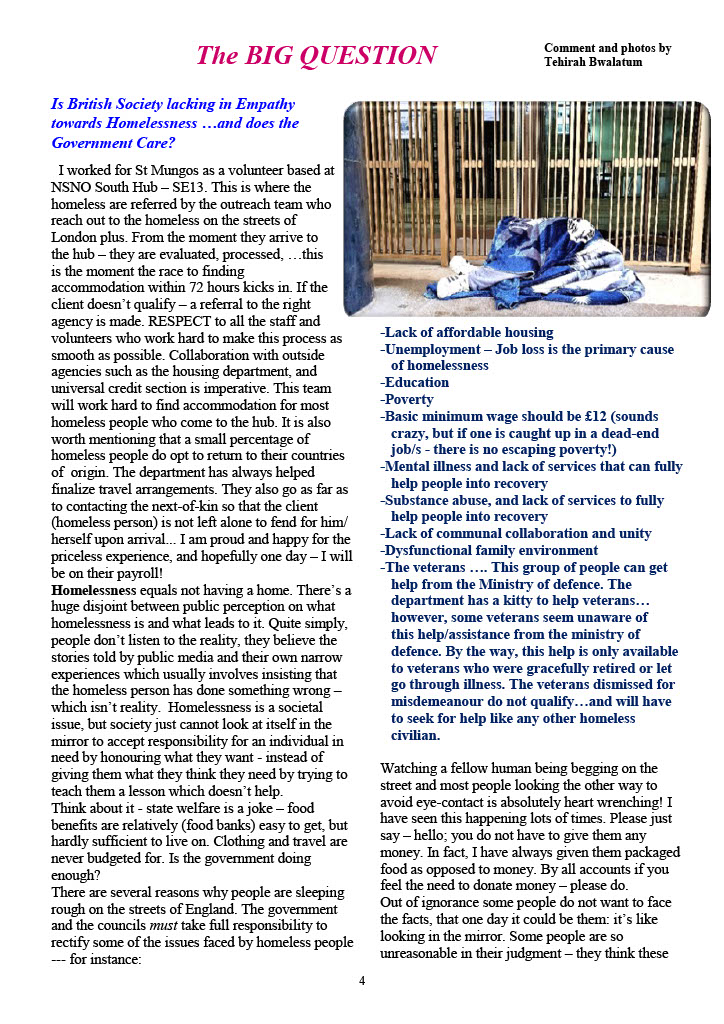 The BIG QUESTION
Comment and photos by
Tehirah Bwalatum
Is British Society lacking in Empathy
towards Homelessness …and does the
Government Care?
I worked for St Mungos as a volunteer based at
NSNO South Hub – SE13. This is where the
homeless are referred by the outreach team who
reach out to the homeless on the streets of
London plus. From the moment they arrive to
the hub – they are evaluated, processed, …this
is the moment the race to finding
accommodation within 72 hours kicks in. If the
client doesn’t qualify – a referral to the right
agency is made. RESPECT to all the staff and
volunteers who work hard to make this process as
smooth as possible. Collaboration with outside
agencies such as the housing department, and
universal credit section is imperative. This team
will work hard to find accommodation for most
homeless people who come to the hub. It is also
worth mentioning that a small percentage of
homeless people do opt to return to their countries
of  origin. The department has always helped
finalize travel arrangements. They also go as far as
to contacting the next-of-kin so that the client
(homeless person) is not left alone to fend for him/
herself upon arrival... I am proud and happy for the
priceless experience, and hopefully one day – I will
be on their payroll!
Homelessness equals not having a home. There’s a
huge disjoint between public perception on what
homelessness is and what leads to it. Quite simply,
people don’t listen to the reality, they believe the
stories told by public media and their own narrow
experiences which usually involves insisting that
the homeless person has done something wrong –
which isn’t reality.  Homelessness is a societal
issue, but society just cannot look at itself in the
mirror to accept responsibility for an individual in
need by honouring what they want - instead of
giving them what they think they need by trying to
teach them a lesson which doesn’t help.
Think about it - state welfare is a joke – food
benefits are relatively (food banks) easy to get, but
hardly sufficient to live on. Clothing and travel are
never budgeted for. Is the government doing
enough?
There are several reasons why people are sleeping
rough on the streets of England. The government
and the councils must take full responsibility to
rectify some of the issues faced by homeless people
--- for instance:
-Lack of affordable housing
-Unemployment – Job loss is the primary cause
of homelessness
-Education
-Poverty
-Basic minimum wage should be £12 (sounds
crazy, but if one is caught up in a dead-end
job/s - there is no escaping poverty!)
-Mental illness and lack of services that can fully
help people into recovery
-Substance abuse, and lack of services to fully
help people into recovery
-Lack of communal collaboration and unity
-Dysfunctional family environment
-The veterans …. This group of people can get
help from the Ministry of defence. The
department has a kitty to help veterans…
however, some veterans seem unaware of
this help/assistance from the ministry of
defence. By the way, this help is only available
to veterans who were gracefully retired or let
go through illness. The veterans dismissed for
misdemeanour do not qualify…and will have
to seek for help like any other homeless
civilian.
Watching a fellow human being begging on the
street and most people looking the other way to
avoid eye-contact is absolutely heart wrenching! I
have seen this happening lots of times. Please just
say – hello; you do not have to give them any
money. In fact, I have always given them packaged
food as opposed to money. By all accounts if you
feel the need to donate money – please do.
Out of ignorance some people do not want to face
the facts, that one day it could be them: it’s like
looking in the mirror. Some people are so
unreasonable in their judgment – they think these
4